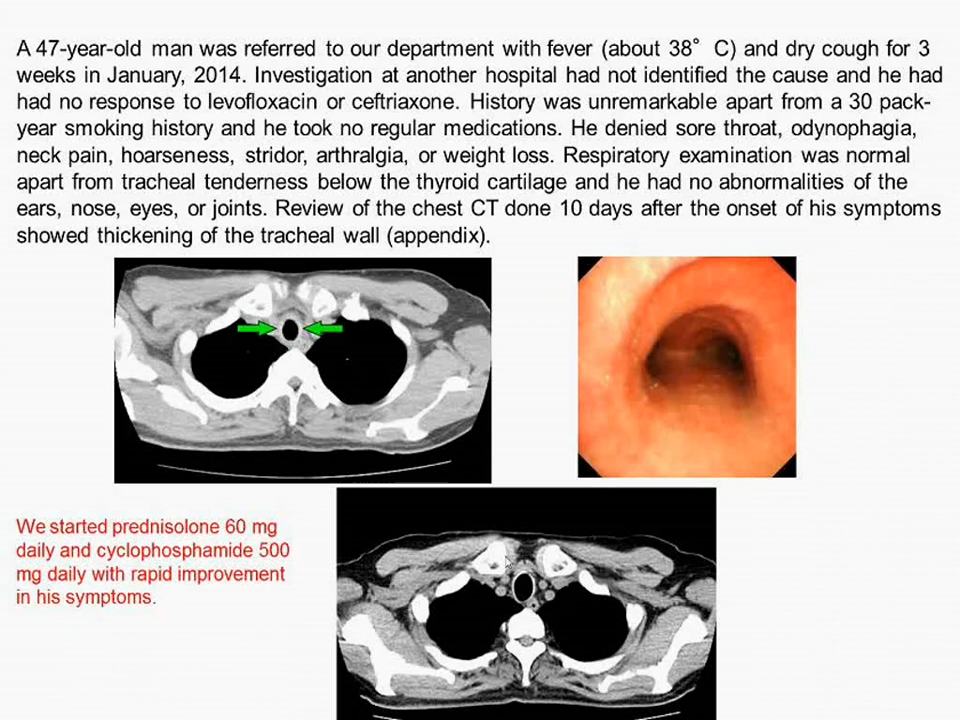 A 47-year-old man was referred to our department with fever (about 38° C) and dry cough for 3
weeks in January, 2014. Investigation at another hospital had not identified the cause and he had
had no response to levofloxacin or ceftriaxone. History was unremarkable apart from a 30 pack-
year smoking history and he took no regular medications. He denied sore throat, odynophagia,
neck pain, hoarseness, stridor, arthralgia, or weight loss. Respiratory examination was normal
apart from tracheal tenderness below the thyroid cartilage and he had no abnormalities of the
ears, nose, eyes, or joints. Review of the chest CT done 10 days after the onset of his symptoms
showed thickening of the tracheal wall (appendix).
We started prednisolone 60 mg
daily and cyclophosphamide 500
mg daily with rapid improvement
in his symptoms.